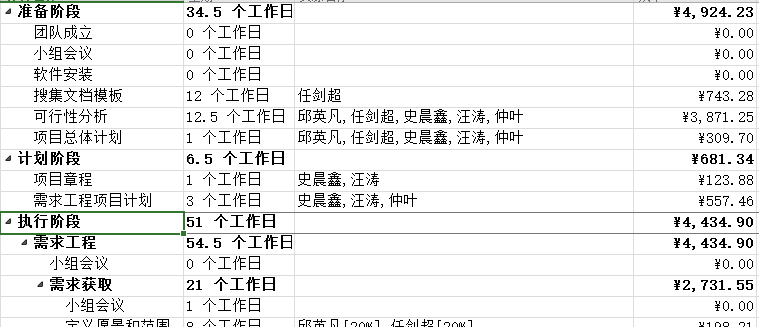 准备阶段 34.5 个工作日 ¥4,924.23
团队成立 0 个工作日 ¥0.00
小组会议 0 个工作日 ¥0.00
软件安装 0 个工作日 ¥0.00
搜集文档模板 12 个工作日 任剑超 ¥743.28
可行性分析 12.5 个工作日 邱英凡,任剑超,史晨鑫,汪涛,仲叶 ¥3,871.25
项目总体计划 1 个工作日 邱英凡,任剑超,史晨鑫,汪涛,仲叶 ¥309.70
计划阶段 6.5 个工作日 ¥681.34
项目章程 1 个工作日 史晨鑫,汪涛 ¥123.88
需求工程项目计划 3 个工作日 史晨鑫,汪涛,仲叶 ¥557.46
执行阶段 51 个工作日 ¥4,434.90
需求工程 54.5 个工作日 ¥4,434.90
小组会议 0 个工作日 ¥0.00
需求获取 21 个工作日 ¥2,731.55
小组会议 1 个工作日 ¥0.00
定义愿景和范围 8 个工作日 邱英凡[20%],任剑超[20%], ¥198.21